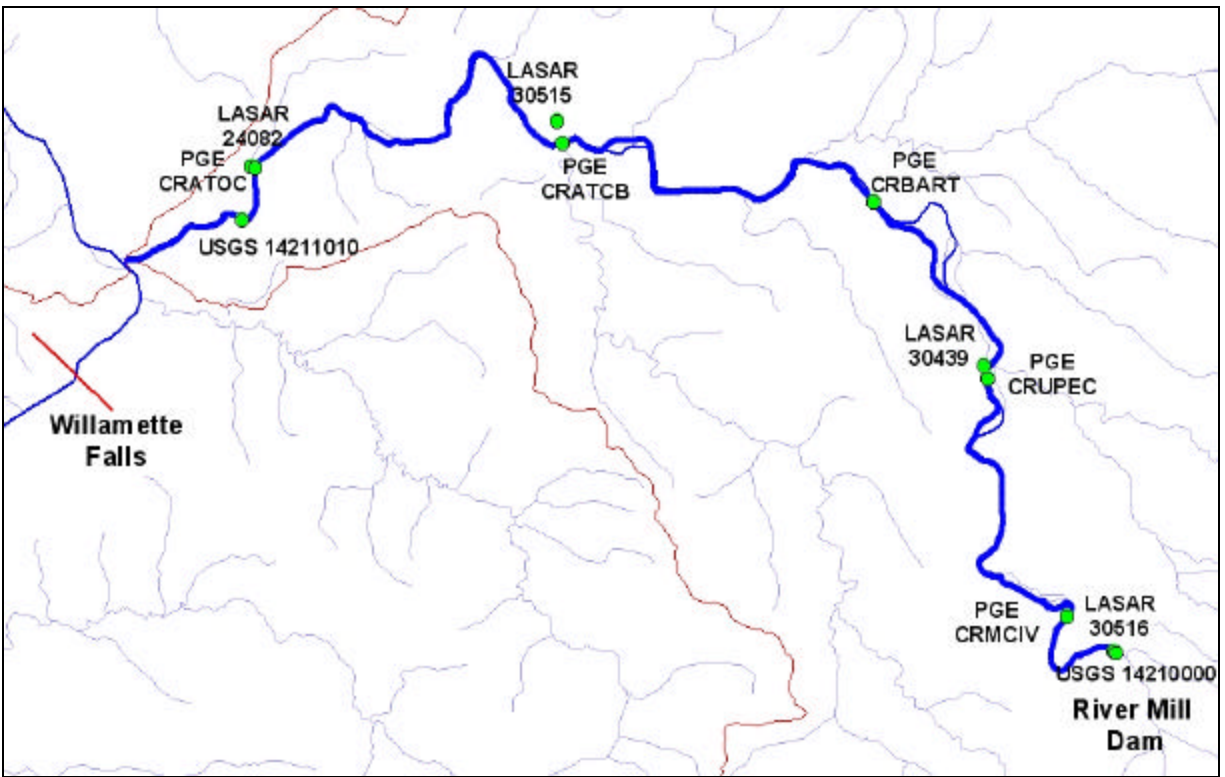 LASAR
30515
LASAR
24082
PGE
CRATOC
PGE
CRATCB
PGE
CRBART
USGS 14211010
LASAR
30439
PGE
CRUPEC
Willamette
Falls
PGE
CRMCIV
LASAR
30516
USGS 14210000
River Mill
Dam